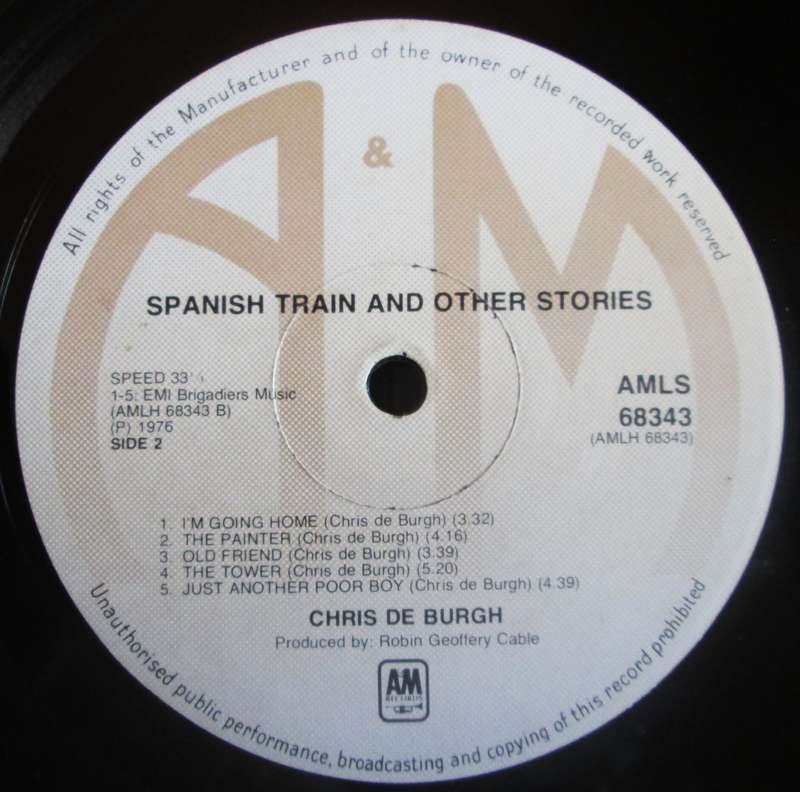 All rights of the Manufacturer and of the owner of the recorded work reserved
A & M
SPANISH TRAIN AND OTHER STORIES
SPEED 33⅓
1-5: EMI Brigadiers Music
(AMLH 68343 B)
(P) 1976
SIDE 2
AMLS
68343
(AMLH 68343)
1. I'M GOING HOME (Chris de Burgh) (3.32)
2. THE PAINTER (Chris de Burgh) (4.16)
3. OLD FRIEND (Chris de Burgh) (3.39)
4. THE TOWER (Chris de Burgh) (5.20)
5. JUST ANOTHER POOR BOY (Chris de Burgh) (4.39)
CHRIS DE BURGH
Produced by: Robin Geoffery Cable
AM
RECORDS
Unauthorised public performance, broadcasting and copying of this record prohibited